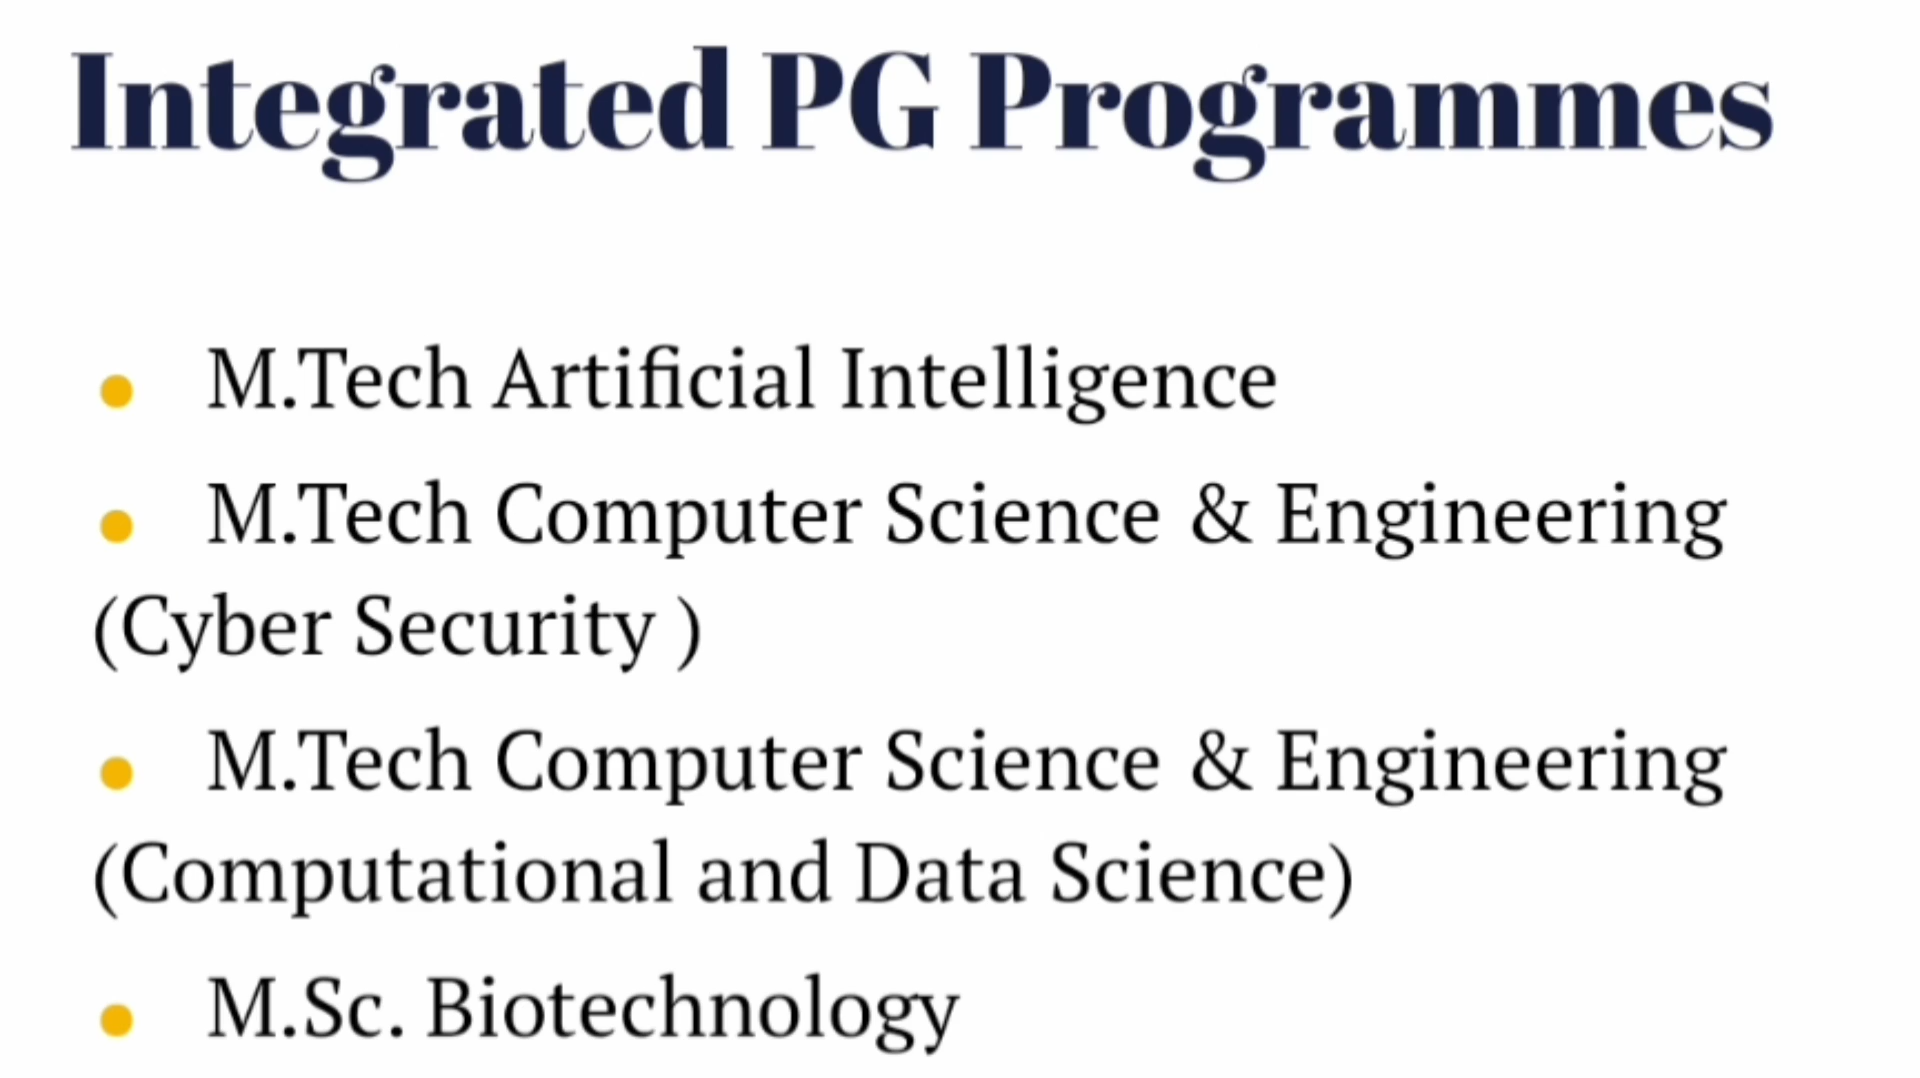 Integrated PG Programmes
• M.Tech Artificial Intelligence
• M.Tech Computer Science & Engineering
(Cyber Security )
• M.Tech Computer Science & Engineering
(Computational and Data Science)
• M.Sc. Biotechnology